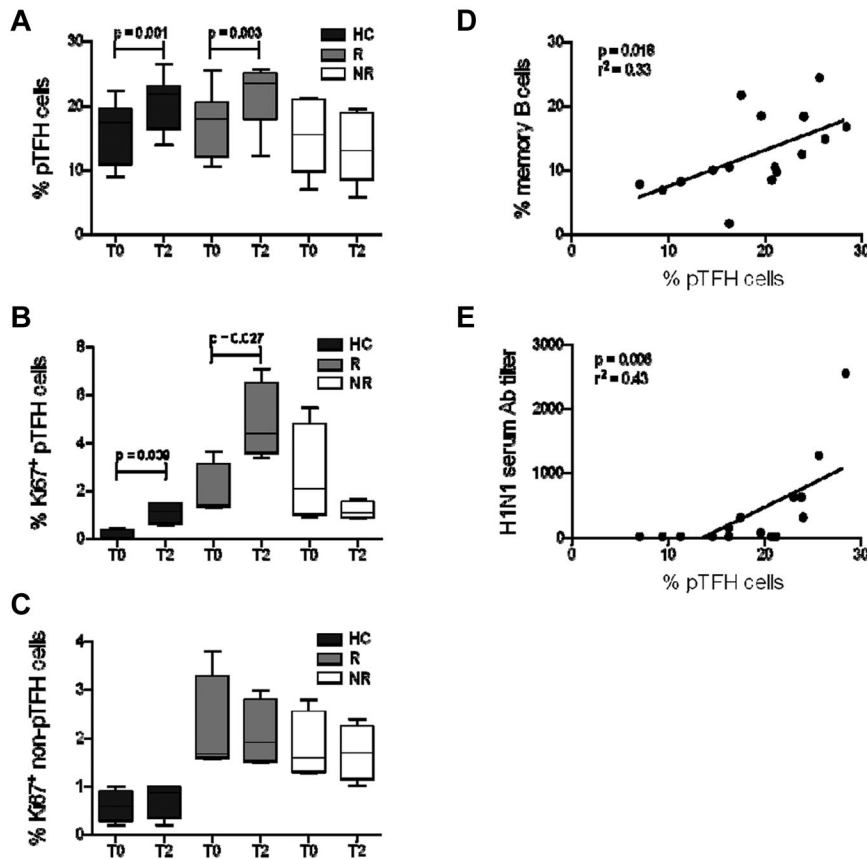 A
p = 0.001
p = 0.003
HC
R
NR
% pTFH cells
30
20
10
0
T0 T2 T0 T2 T0 T2
B
p = 0.027
HC
R
NR
p = 0.039
% Ki67+ pTFH cells
8
6
4
2
0
T0 T2 T0 T2 T0 T2
C
HC
R
NR
% Ki67+ non-pTFH cells
4
3
2
1
0
T0 T2 T0 T2 T0 T2
D
p = 0.016
r² = 0.33
% memory B cells
30
20
10
0
0 10 20 30
% pTFH cells
E
p = 0.006
r² = 0.43
H1N1 serum Ab titer
3000
2000
1000
0
0 10 20 30
% pTFH cells